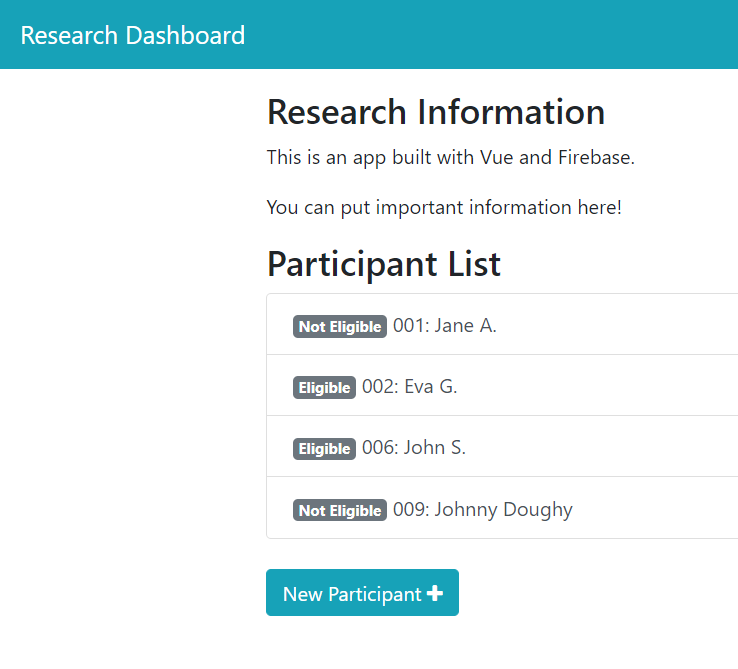 Research Dashboard
Research Information
This is an app built with Vue and Firebase.
You can put important information here!
Participant List
Not Eligible 001: Jane A.
Eligible 002: Eva G.
Eligible 006: John S.
Not Eligible 009: Johnny Doughy
New Participant +